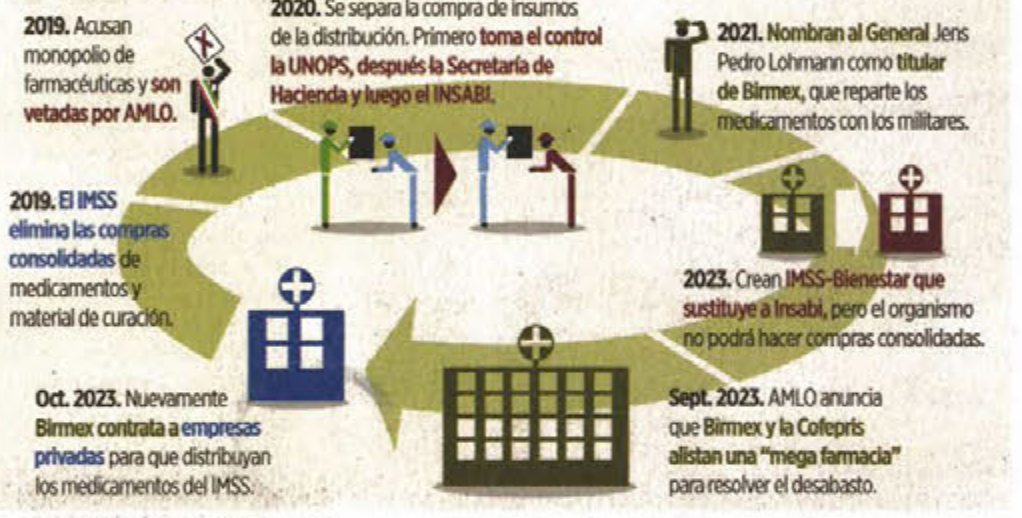 2019. Acusan
monopolio de
farmacéuticas y son
vetadas por AMLO.
2020. Se separa la compra de insumos
de la distribución. Primero toma el control
la UNOPS, después la Secretaría de
Hacienda y luego el INSABI.
2021. Nombran al General Jens
Pedro Lohmann como titular
de Birmex, que reparte los
medicamentos con los militares.
2019. El IMSS
elimina las compras
consolidadas de
medicamentos y
material de curación.
2023. Crean IMSS-Bienestar que
sustituye a Insabi, pero el organismo
no podrá hacer compras consolidadas.
Oct. 2023. Nuevamente
Birmex contrata a empresas
privadas para que distribuyan
los medicamentos del IMSS.
Sept. 2023. AMLO anuncia
que Birmex y la Cofepris
alistan una "mega farmacia"
para resolver el desabasto.